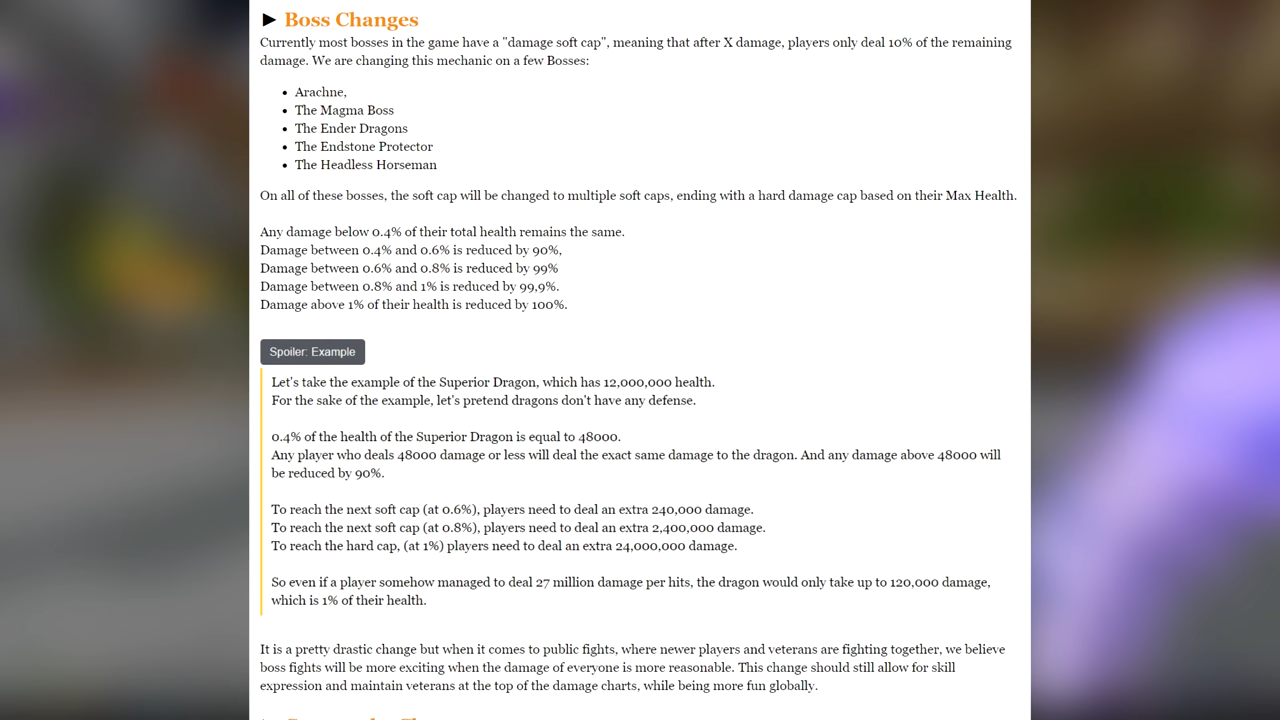 ► Boss Changes
Currently most bosses in the game have a "damage soft cap", meaning that after X damage, players only deal 10% of the remaining
damage. We are changing this mechanic on a few Bosses:
• Arachne,
• The Magma Boss
• The Ender Dragons
• The Endstone Protector
• The Headless Horseman
On all of these bosses, the soft cap will be changed to multiple soft caps, ending with a hard damage cap based on their Max Health.
Any damage below 0.4% of their total health remains the same.
Damage between 0.4% and 0.6% is reduced by 90%,
Damage between 0.6% and 0.8% is reduced by 99%
Damage between 0.8% and 1% is reduced by 99,9%.
Damage above 1% of their health is reduced by 100%.
Spoiler: Example
Let's take the example of the Superior Dragon, which has 12,000,000 health.
For the sake of the example, let's pretend dragons don't have any defense.
0.4% of the health of the Superior Dragon is equal to 48000.
Any player who deals 48000 damage or less will deal the exact same damage to the dragon. And any damage above 48000 will
be reduced by 90%.
To reach the next soft cap (at 0.6%), players need to deal an extra 240,000 damage.
To reach the next soft cap (at 0.8%), players need to deal an extra 2,400,000 damage.
To reach the hard cap, (at 1%) players need to deal an extra 24,000,000 damage.
So even if a player somehow managed to deal 27 million damage per hits, the dragon would only take up to 120,000 damage,
which is 1% of their health.
It is a pretty drastic change but when it comes to public fights, where newer players and veterans are fighting together, we believe
boss fights will be more exciting when the damage of everyone is more reasonable. This change should still allow for skill
expression and maintain veterans at the top of the damage charts, while being more fun globally.